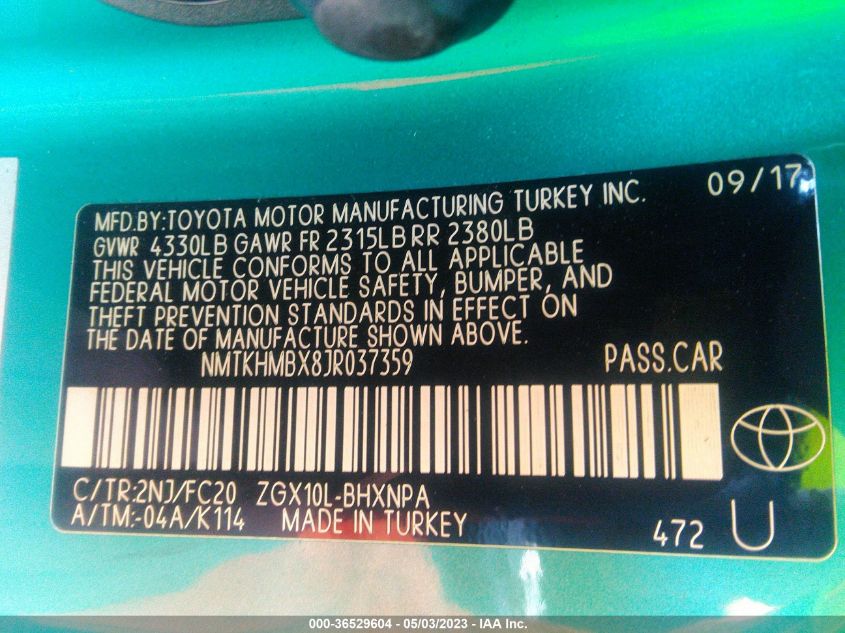 09/17
MFD.BY:TOYOTA MOTOR MANUFACTURING TURKEY INC.
GVWR 4330LB GAWR FR 2315LB RR 2380LB
THIS VEHICLE CONFORMS TO ALL APPLICABLE
FEDERAL MOTOR VEHICLE SAFETY, BUMPER, AND
THEFT PREVENTION STANDARDS IN EFFECT ON
THE DATE OF MANUFACTURE SHOWN ABOVE.
NMTKHMBX8JR037359 PASS.CAR
C/TR:2NJ/FC20 ZGX10L-BHXNPA
A/TM:-04A/K114 MADE IN TURKEY
472 U
000-36529604 - 05/03/2023 - IAA Inc.